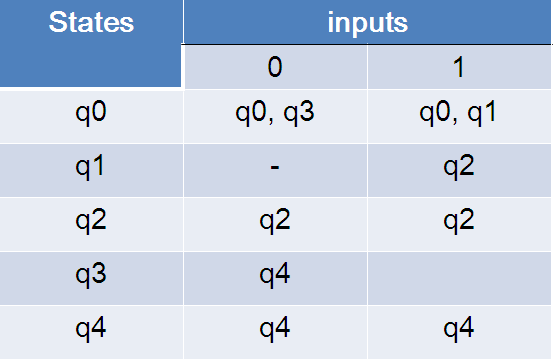 States inputs
0 1
q0 q0, q3 q0, q1
q1 - q2
q2 q2 q2
q3 q4
q4 q4 q4